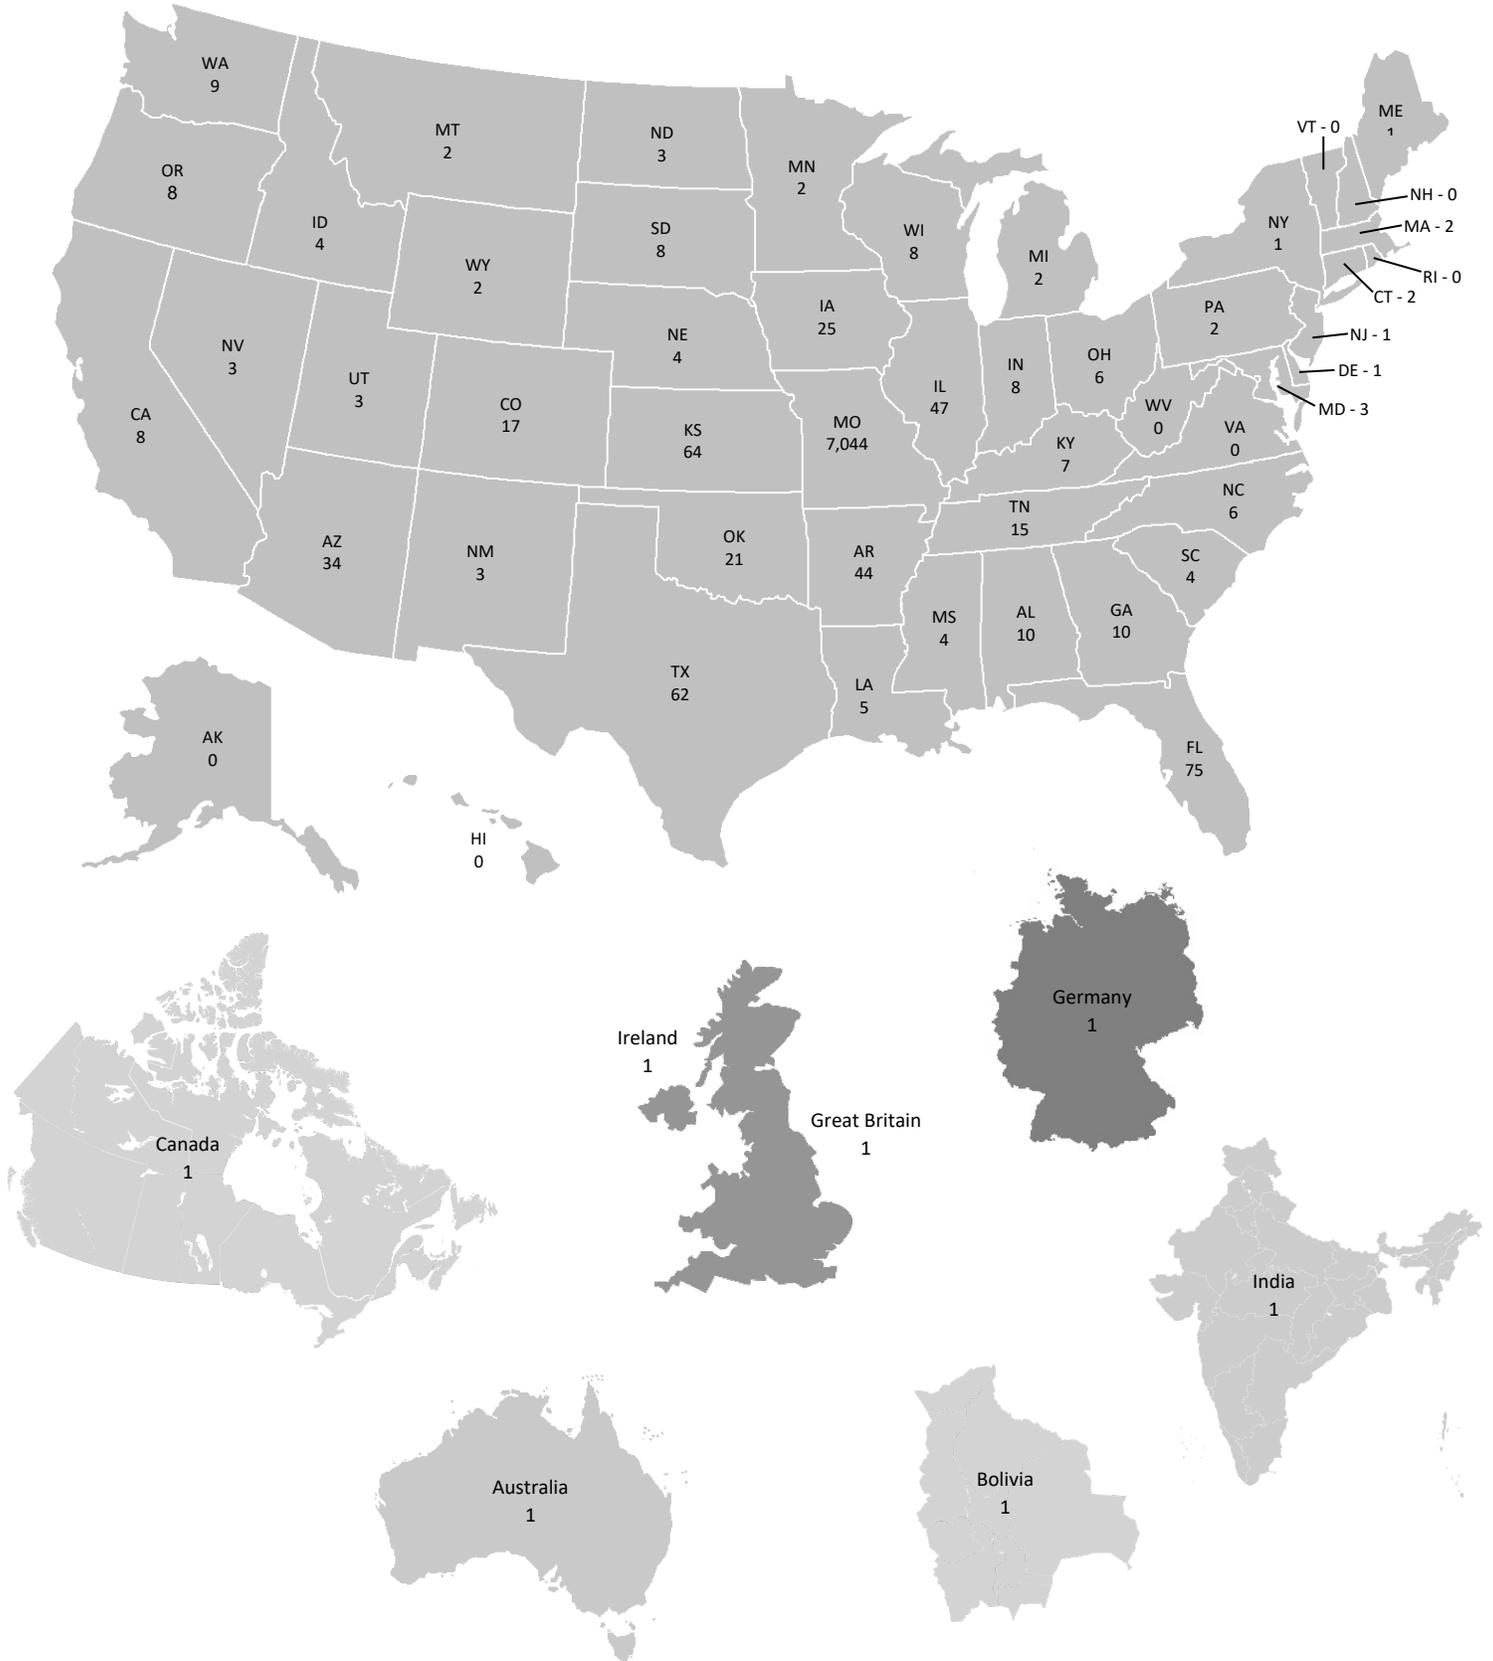 WA
9
MT
2
ND
3
MN
2
ME
1
VT - 0
OR
8
ID
4
SD
8
WI
8
NH - 0
NY
1
MA - 2
WY
2
MI
2
RI - 0
CT - 2
IA
25
PA
2
NE
4
NJ - 1
NV
3
UT
3
OH
6
IN
8
DE - 1
IL
47
CO
17
WV
0
MD - 3
CA
8
MO
7,044
KS
64
VA
0
KY
7
NC
6
TN
15
AZ
34
NM
3
OK
21
AR
44
SC
4
MS
4
AL
10
GA
10
TX
62
LA
5
AK
0
FL
75
HI
0
Germany
1
Ireland
1
Great Britain
1
Canada
1
India
1
Australia
1
Bolivia
1